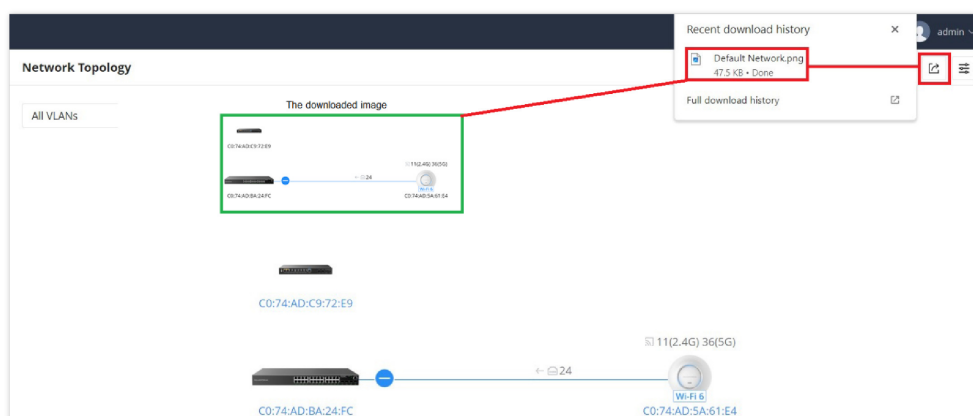 Recent download history
admin
Network Topology
Default Network.png
47.5 KB • Done
All VLANs
The downloaded image
Full download history
C0:74:AD:C9:72:E9
11(2.4G) 36(5G)
24
Wi-Fi 6
C0:74:AD:BA:24:FC
C0:74:AD:5A:61:E4
C0:74:AD:C9:72:E9
11(2.4G) 36(5G)
24
Wi-Fi 6
C0:74:AD:BA:24:FC
C0:74:AD:5A:61:E4